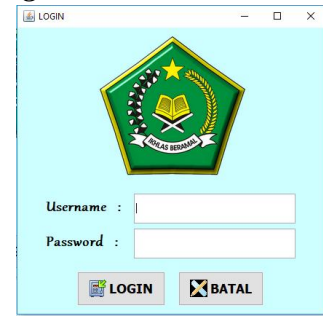 LOGIN
IKHLAS BERAMAL
Username :
Password :
LOGIN BATAL